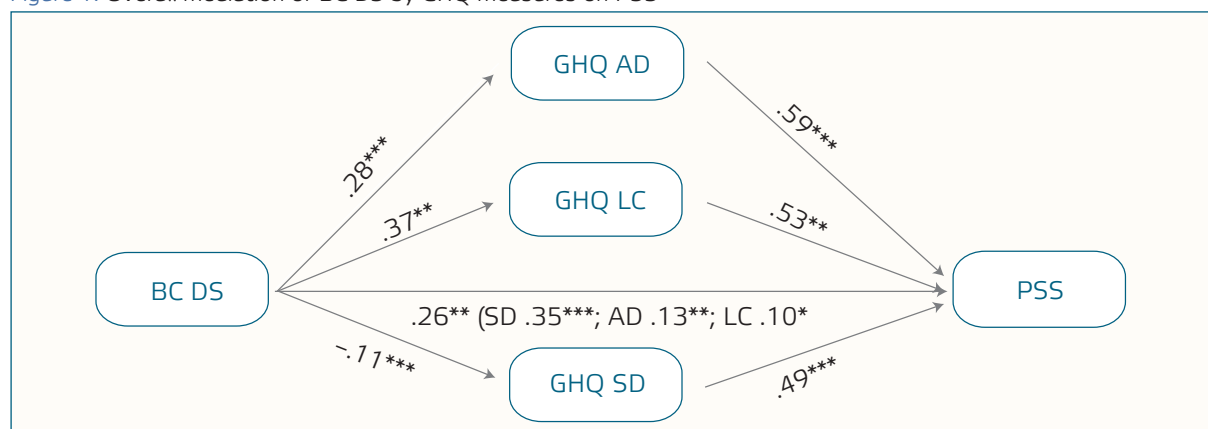 GHQ AD
.28***
.59***
GHQ LC
.37**
.53**
BC DS
PSS
.26** (SD .35***; AD .13**; LC .10*
-.11***
GHQ SD
.49***